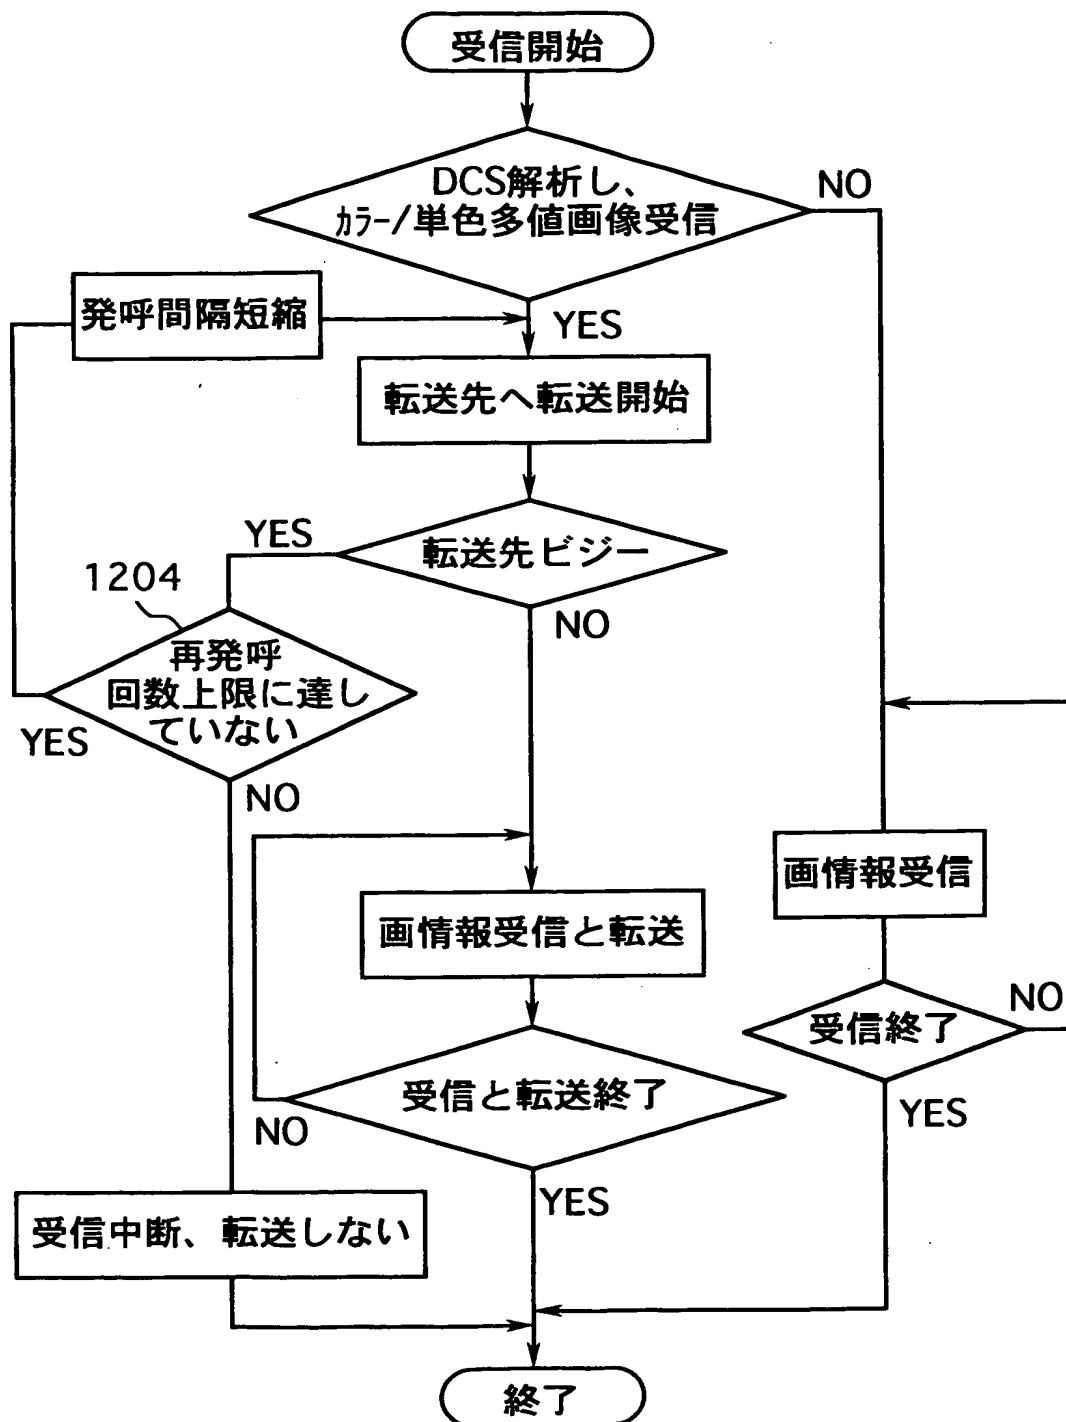 受信開始
DCS解析し、
カラー/単色多値画像受信
NO
発呼間隔短縮
YES
転送先へ転送開始
YES
転送先ビジー
1204
NO
再発呼
回数上限に達し
ていない
YES
NO
画情報受信
画情報受信と転送
NO
受信終了
受信と転送終了
YES
NO
YES
受信中断、転送しない
終了